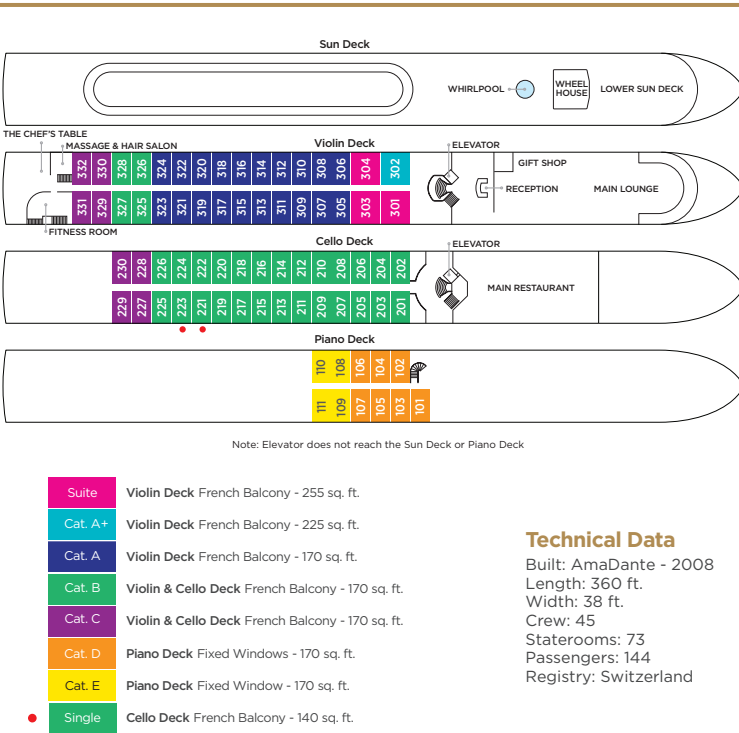 Sun Deck
WHIRLPOOL
WHEEL
HOUSE
LOWER SUN DECK
THE CHEF'S TABLE
MASSAGE & HAIR SALON
Violin Deck
ELEVATOR
332 330 328 326 324 322 320 318 316 314 312 310 308 306 304 302
GIFT SHOP
RECEPTION
MAIN LOUNGE
331 329 327 325 323 321 319 317 315 313 311 309 307 305 303 301
FITNESS ROOM
Cello Deck
ELEVATOR
230 228 226 224 222 220 218 216 214 212 210 208 206 204 202
MAIN RESTAURANT
229 227 225 223 221 219 217 215 213 211 209 207 205 203 201
Piano Deck
110 108 106 104 102
111 109 107 105 103 101
Note: Elevator does not reach the Sun Deck or Piano Deck
Suite Violin Deck French Balcony - 255 sq. ft.
Cat. A+ Violin Deck French Balcony - 225 sq. ft.
Cat. A Violin Deck French Balcony - 170 sq. ft.
Cat. B Violin & Cello Deck French Balcony - 170 sq. ft.
Cat. C Violin & Cello Deck French Balcony - 170 sq. ft.
Cat. D Piano Deck Fixed Windows - 170 sq. ft.
Cat. E Piano Deck Fixed Window - 170 sq. ft.
Single Cello Deck French Balcony - 140 sq. ft.
Technical Data
Built: AmaDante - 2008
Length: 360 ft.
Width: 38 ft.
Crew: 45
Staterooms: 73
Passengers: 144
Registry: Switzerland